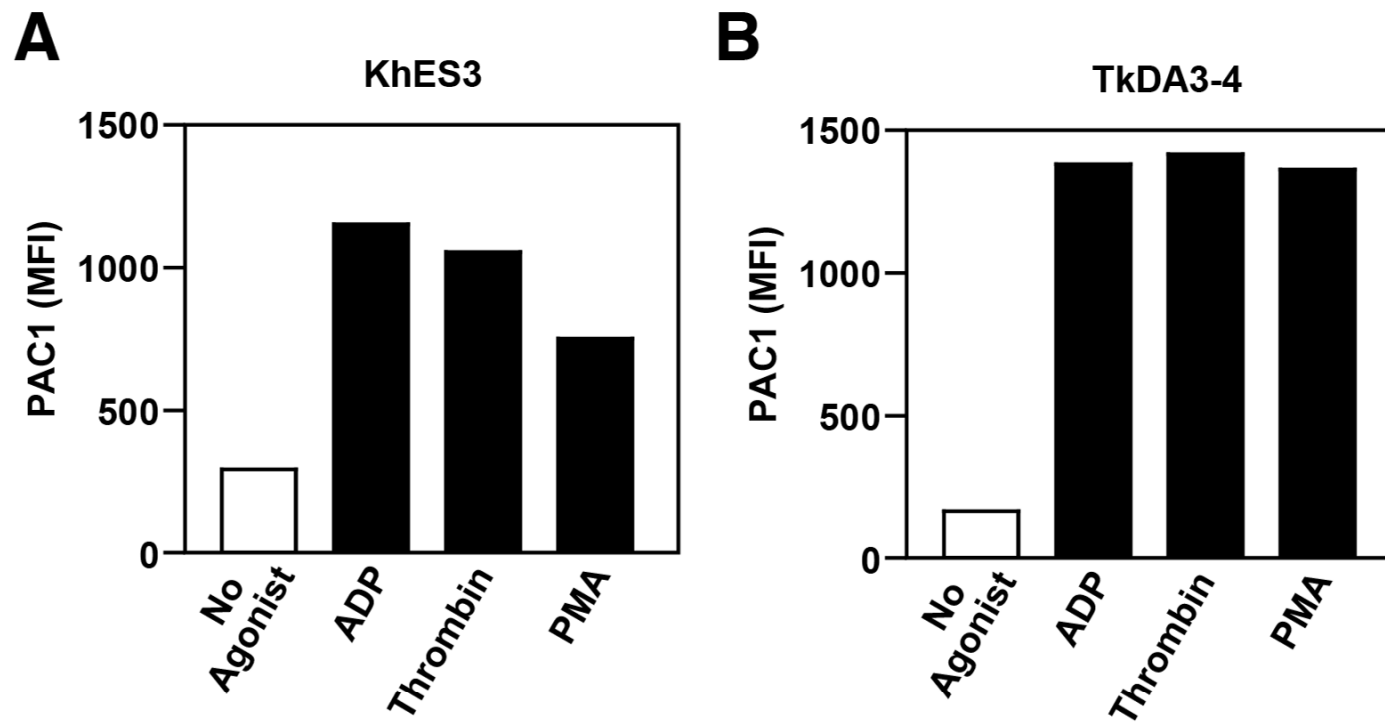 A
KhES3
PAC1 (MFI)
1500
1000
500
0
No
Agonist
ADP
Thrombin
PMA
B
TkDA3-4
PAC1 (MFI)
1500
1000
500
0
No
Agonist
ADP
Thrombin
PMA